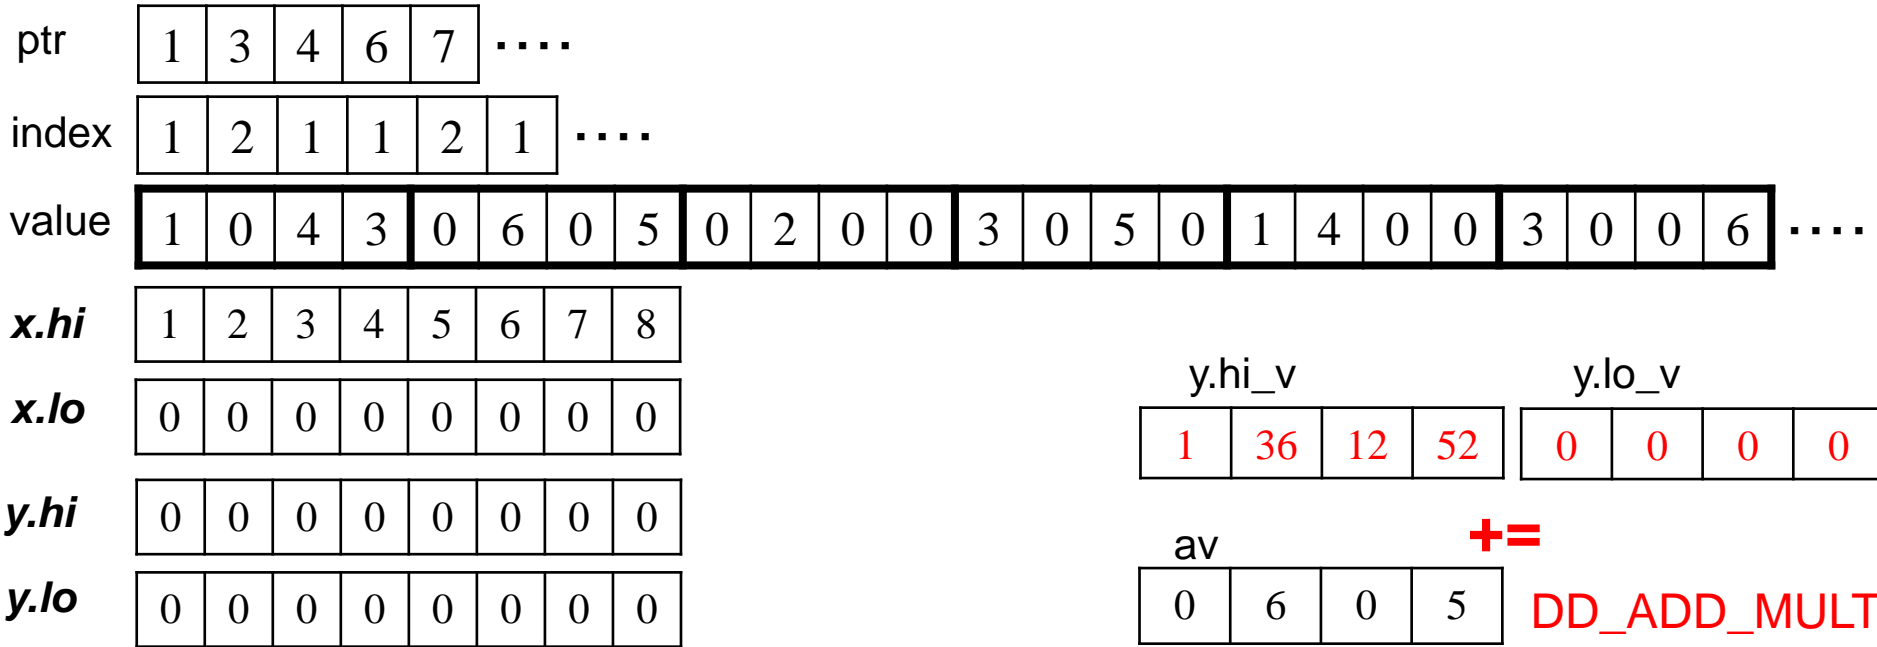 ptr 1 3 4 6 7 ....
index 1 2 1 1 2 1 ....
value 1 0 4 3 0 6 0 5 0 2 0 0 3 0 5 0 1 4 0 0 3 0 0 6 ....
x.hi 1 2 3 4 5 6 7 8
x.lo 0 0 0 0 0 0 0 0
y.hi 0 0 0 0 0 0 0 0
y.lo 0 0 0 0 0 0 0 0
y.hi_v y.lo_v
1 36 12 52 0 0 0 0
av +=
0 6 0 5 DD_ADD_MULT